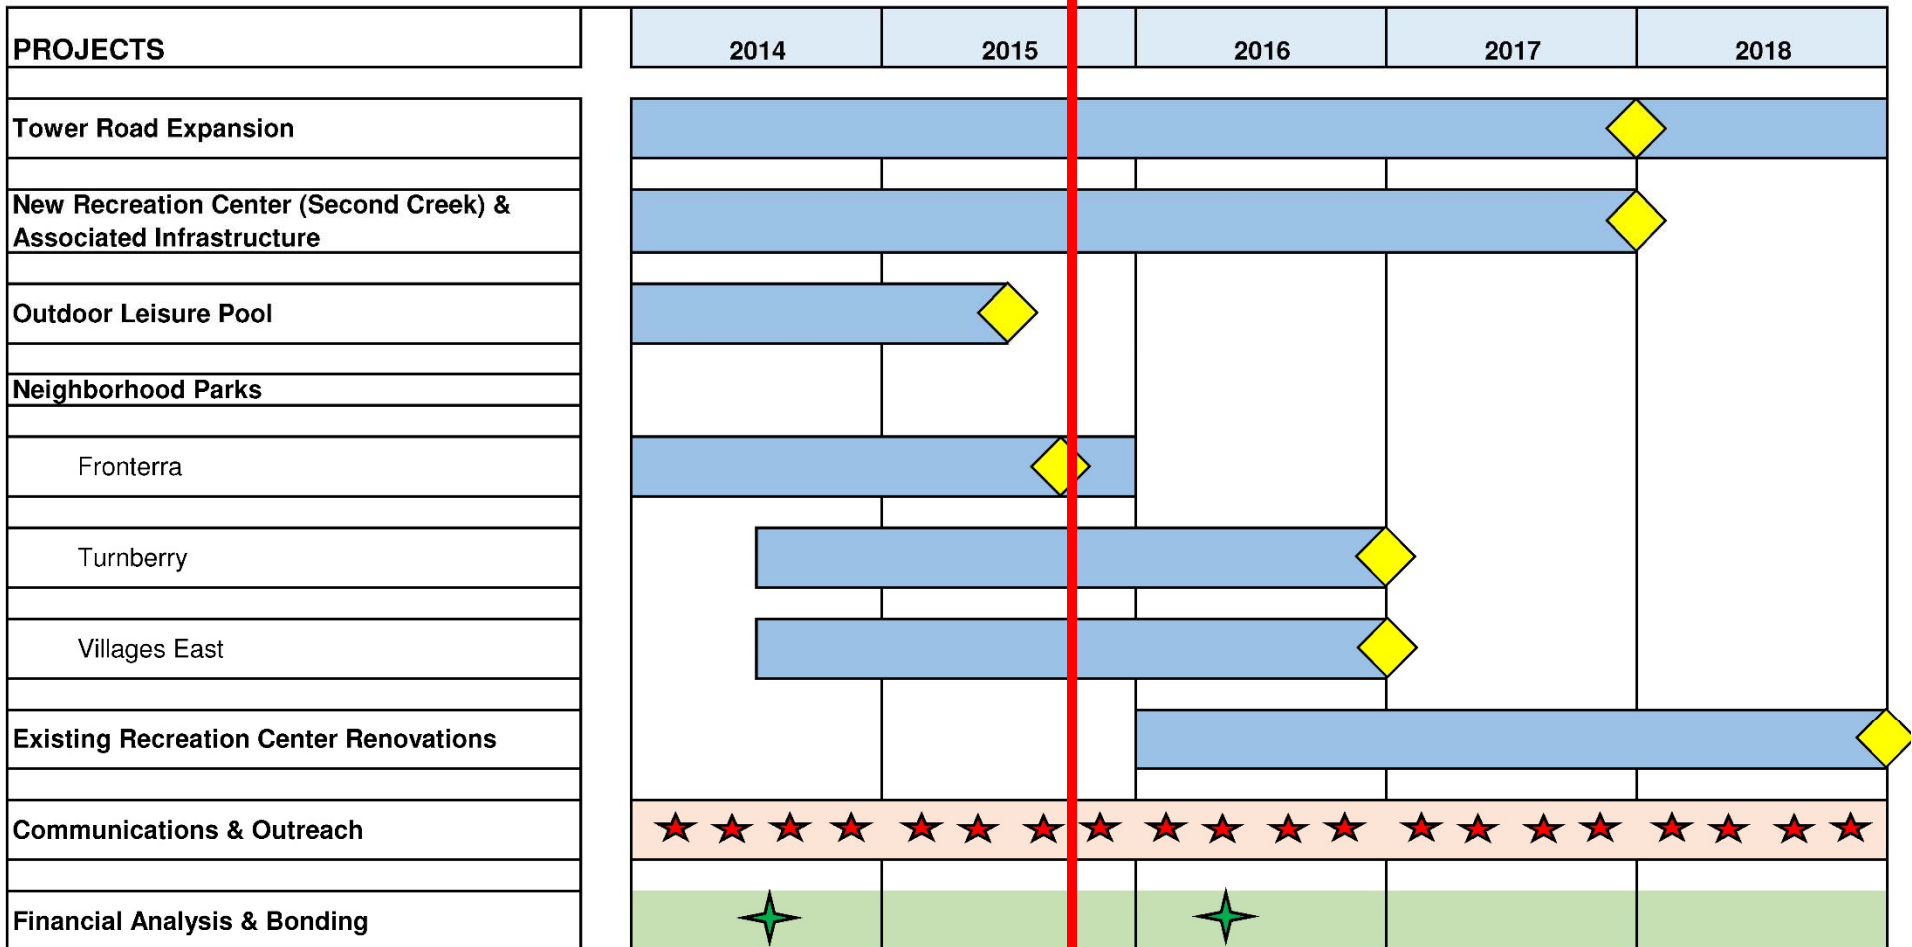 PROJECTS
2014 2015 2016 2017 2018
Tower Road Expansion
New Recreation Center (Second Creek) &
Associated Infrastructure
Outdoor Leisure Pool
Neighborhood Parks
Fronterra
Turnberry
Villages East
Existing Recreation Center Renovations
Communications & Outreach
Financial Analysis & Bonding